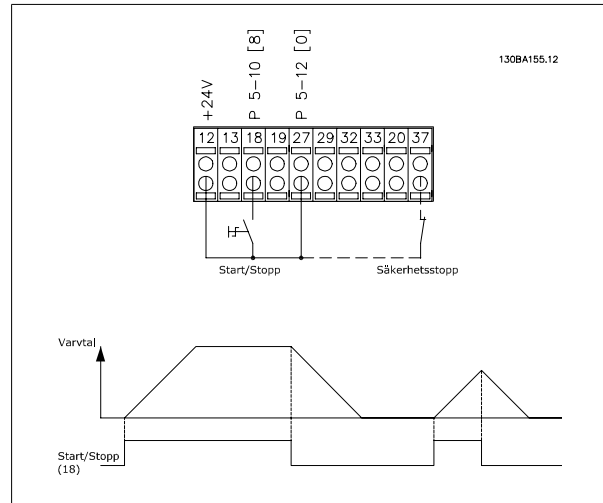 130BA155.12
+24V
P 5-10 [8]
P 5-12 [0]
12 13 18 19 27 29 32 33 20 37
Start/Stopp
Säkerhetsstopp
Varvtal
Start/Stopp
(18)